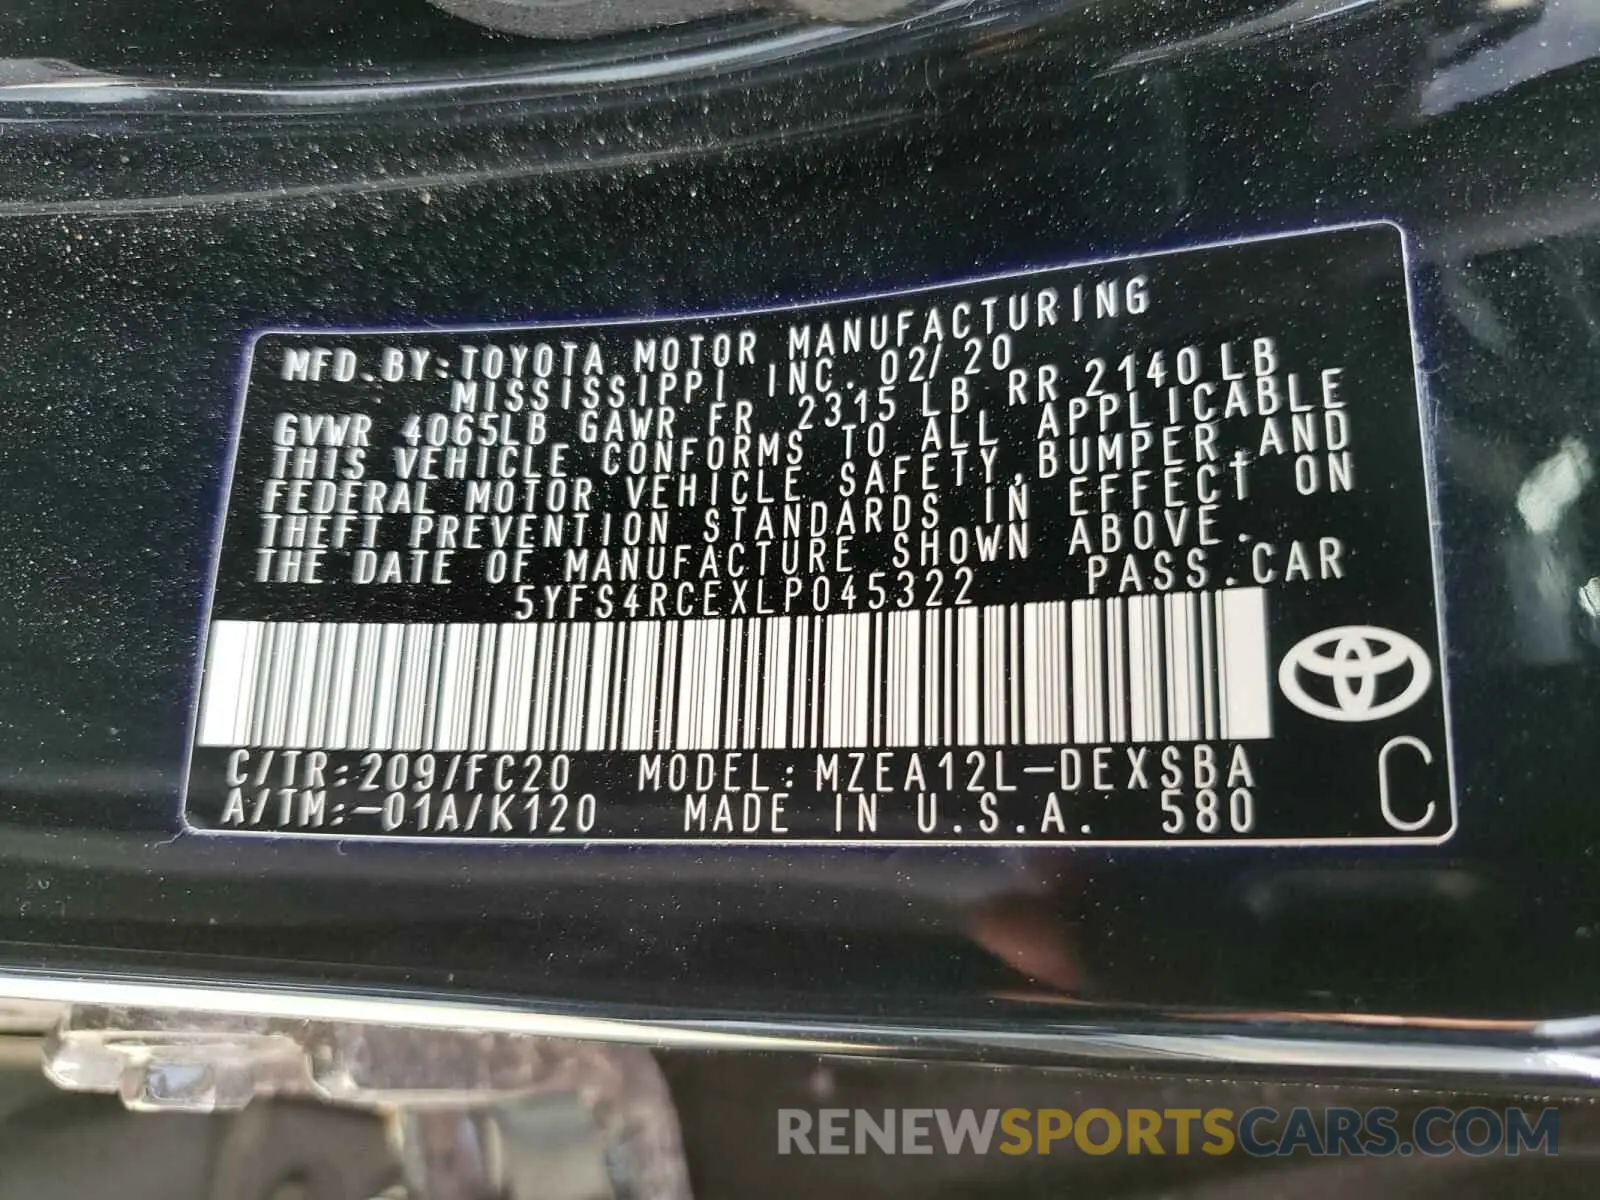 MFD.BY:TOYOTA MOTOR MANUFACTURING
MISSISSIPPI INC. 02/20
GVWR 4065LB GAWR FR 2315 LB RR 2140 LB
THIS VEHICLE CONFORMS TO ALL APPLICABLE
FEDERAL MOTOR VEHICLE SAFETY,BUMPER,AND
THEFT PREVENTION STANDARDS IN EFFECT ON
THE DATE OF MANUFACTURE SHOWN ABOVE.
5YFS4RCEXLP045322 PASS.CAR
C/TR:209/FC20 MODEL:MZEA12L-DEXSBA
A/TM:-01A/K120 MADE IN U.S.A. 580
C
RENEWSPORTSCARS.COM